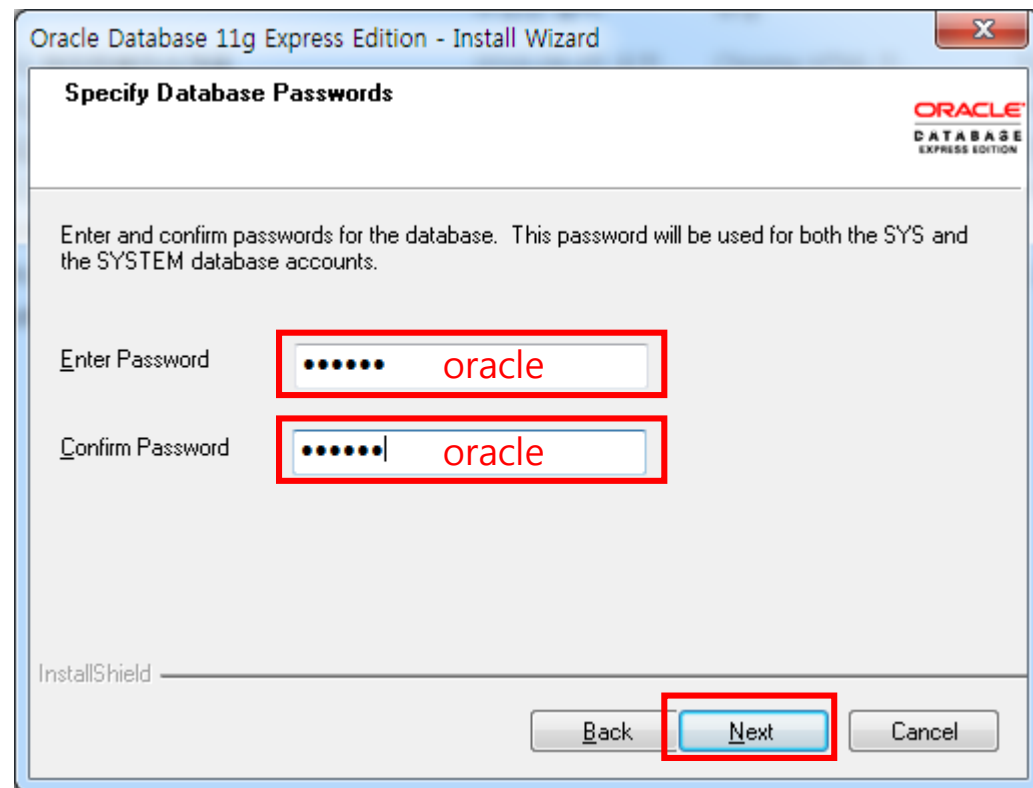 Oracle Database 11g Express Edition - Install Wizard
Specify Database Passwords
ORACLE
DATABASE
EXPRESS EDITION
Enter and confirm passwords for the database. This password will be used for both the SYS and
the SYSTEM database accounts.
Enter Password
•••••• oracle
Confirm Password
•••••• oracle
InstallShield
Back
Next
Cancel